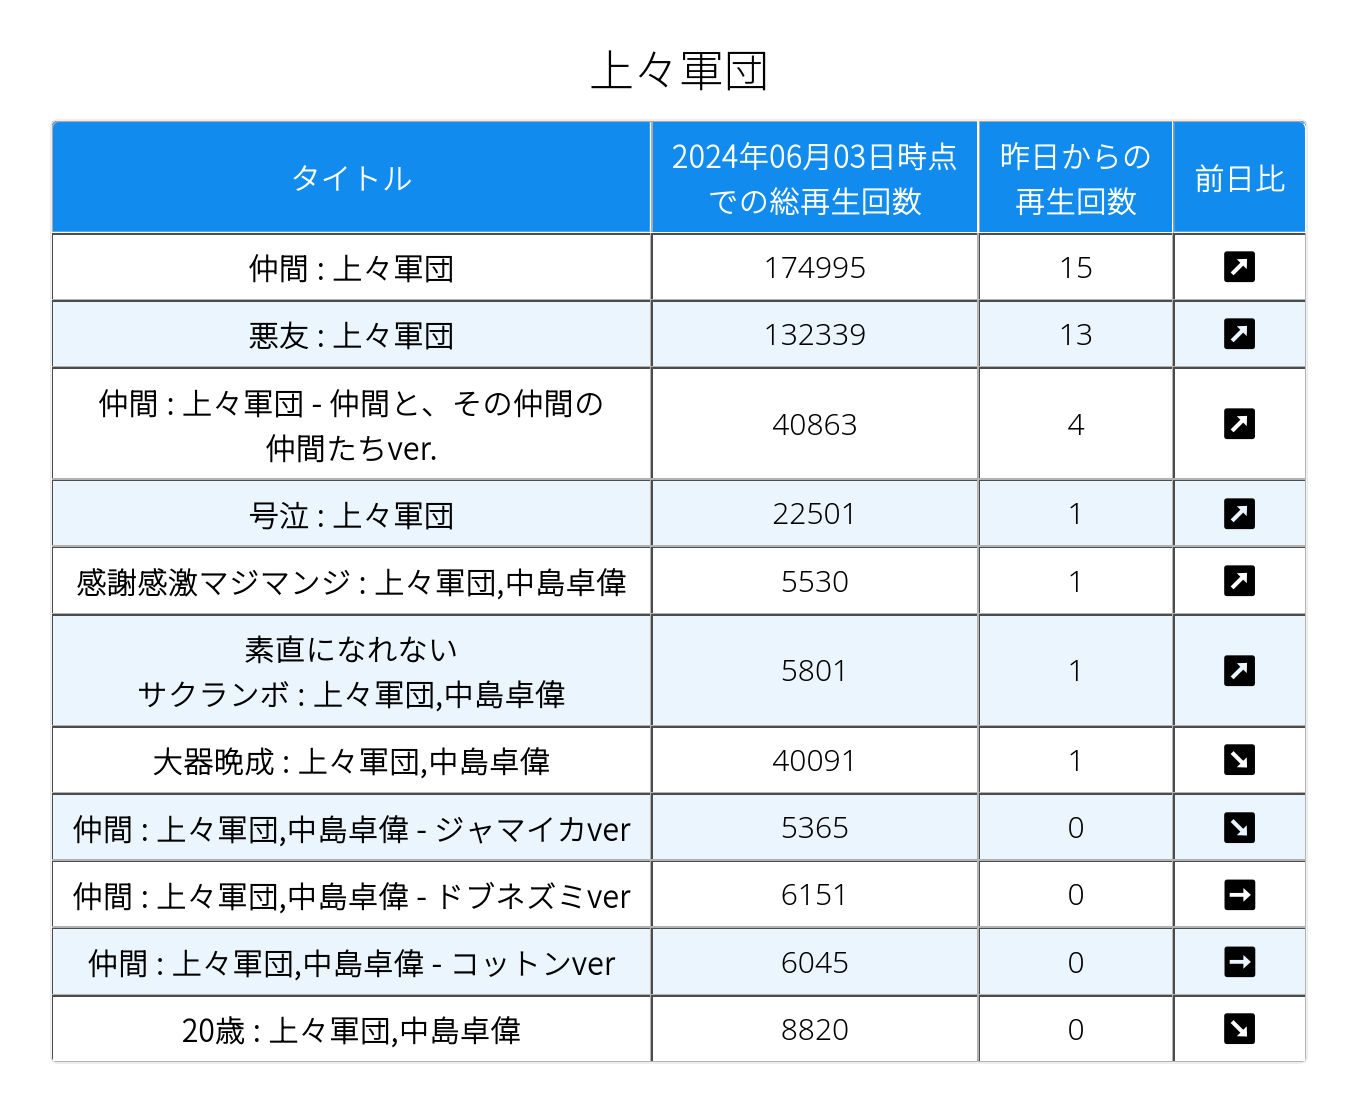 上々軍団
タイトル
2024年06月03日時点
での総再生回数
昨日からの
再生回数
前日比
仲間 : 上々軍団
174995
15
悪友 : 上々軍団
132339
13
仲間 : 上々軍団 - 仲間と、その仲間の
仲間たちver.
40863
4
号泣 : 上々軍団
22501
1
感謝感激マジマンジ : 上々軍団,中島卓偉
5530
1
素直になれない
サクランボ : 上々軍団,中島卓偉
5801
1
大器晩成 : 上々軍団,中島卓偉
40091
1
仲間 : 上々軍団,中島卓偉 - ジャマイカver
5365
0
仲間 : 上々軍団,中島卓偉 - ドブネズミver
6151
0
仲間 : 上々軍団,中島卓偉 - コットンver
6045
0
20歳 : 上々軍団,中島卓偉
8820
0